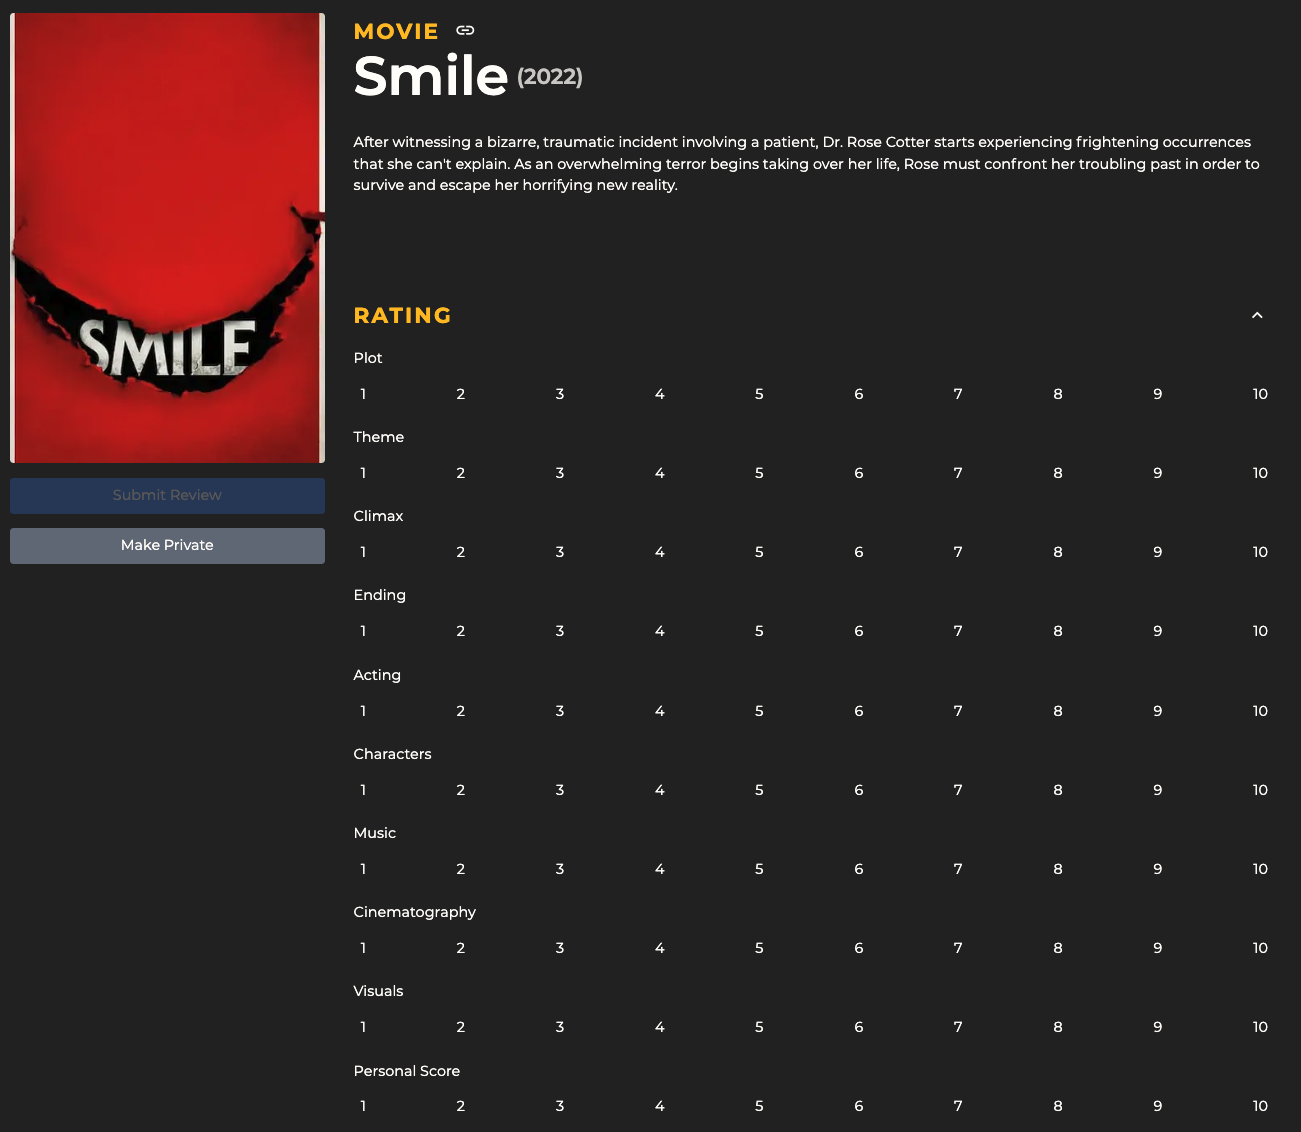 SMILE
Submit Review
Make Private
MOVIE
Smile (2022)
After witnessing a bizarre, traumatic incident involving a patient, Dr. Rose Cotter starts experiencing frightening occurrences
that she can't explain. As an overwhelming terror begins taking over her life, Rose must confront her troubling past in order to
survive and escape her horrifying new reality.
RATING
Plot
1 2 3 4 5 6 7 8 9 10
Theme
1 2 3 4 5 6 7 8 9 10
Climax
1 2 3 4 5 6 7 8 9 10
Ending
1 2 3 4 5 6 7 8 9 10
Acting
1 2 3 4 5 6 7 8 9 10
Characters
1 2 3 4 5 6 7 8 9 10
Music
1 2 3 4 5 6 7 8 9 10
Cinematography
1 2 3 4 5 6 7 8 9 10
Visuals
1 2 3 4 5 6 7 8 9 10
Personal Score
1 2 3 4 5 6 7 8 9 10